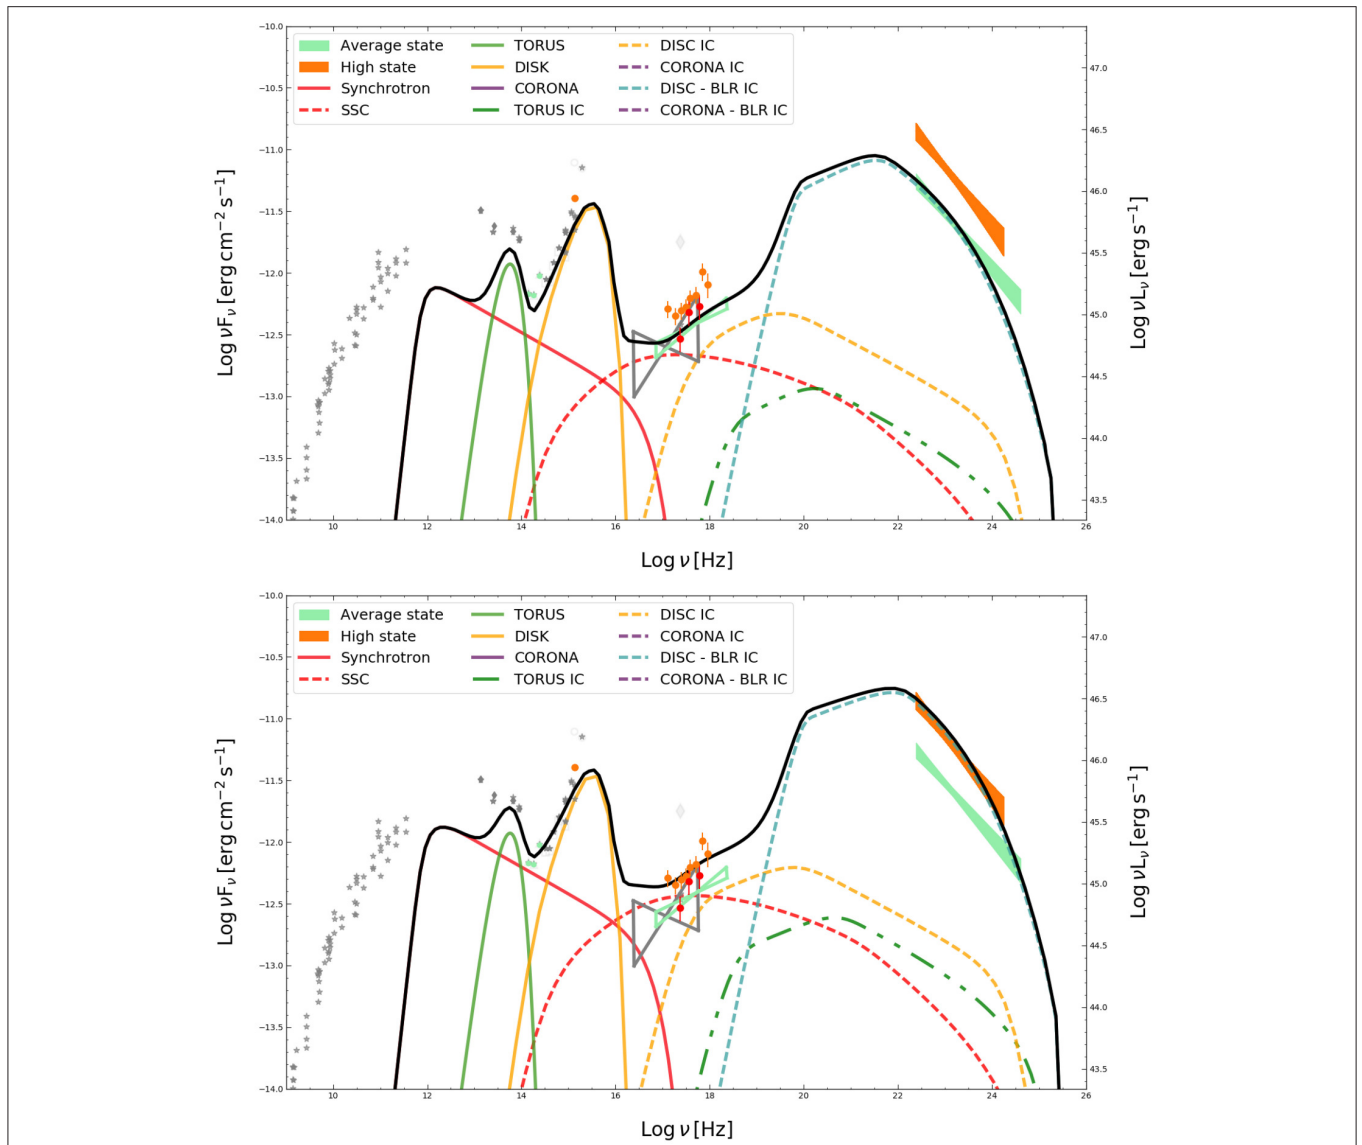 Average state TORUS DISC IC
High state DISK CORONA IC
Synchrotron CORONA DISC - BLR IC
SSC TORUS IC CORONA - BLR IC
Log νFν [erg cm−2 s−1]
−10.0
−10.5
−11.0
−11.5
−12.0
−12.5
−13.0
−13.5
−14.0
10 12 14 16 18 20 22 24 26
Log ν [Hz]
47.0
46.5
46.0
45.5
45.0
44.5
44.0
43.5
Log νLν [erg s−1]
Average state TORUS DISC IC
High state DISK CORONA IC
Synchrotron CORONA DISC - BLR IC
SSC TORUS IC CORONA - BLR IC
Log νFν [erg cm−2 s−1]
−10.0
−10.5
−11.0
−11.5
−12.0
−12.5
−13.0
−13.5
−14.0
10 12 14 16 18 20 22 24 26
Log ν [Hz]
47.0
46.5
46.0
45.5
45.0
44.5
44.0
43.5
Log νLν [erg s−1]